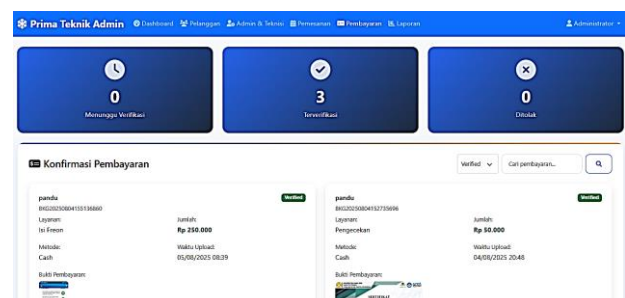 Prima Teknik Admin Dashboard Pelanggan Admin & Teknisi Pemesanan Pembayaran Laporan Administrator
0
Menunggu Verifikasi
3
Terverifikasi
0
Ditolak
Konfirmasi Pembayaran
Verified
Cari pembayaran...
pandu
Verified
BKG20250804155136860
Layanan:
Jumlah:
Isi Freon
Rp 250.000
Metode:
Waktu Upload:
Cash
05/08/2025 08:39
Bukti Pembayaran:
pandu
Verified
BKG20250804152735696
Layanan:
Jumlah:
Pengecekan
Rp 50.000
Metode:
Waktu Upload:
Cash
04/08/2025 20:48
Bukti Pembayaran: